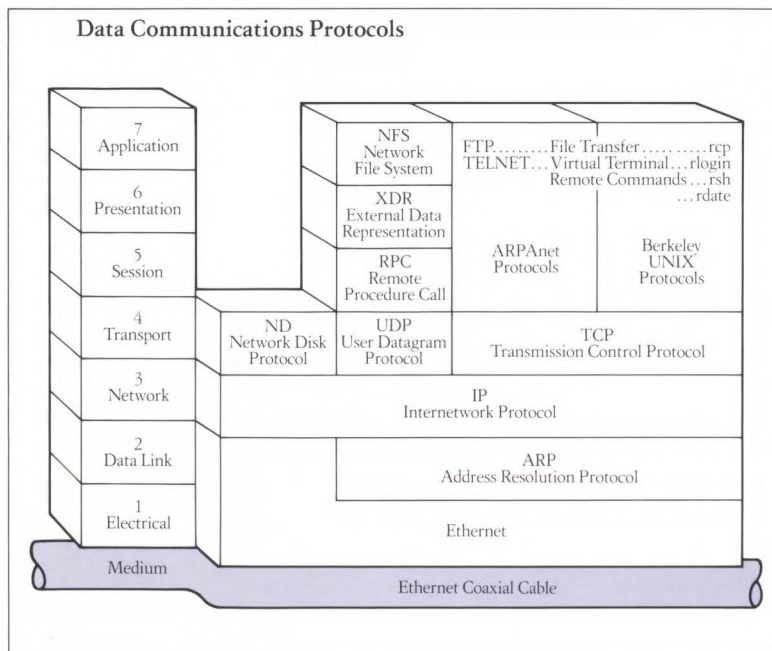 Data Communications Protocols
7
Application
6
Presentation
5
Session
4
Transport
3
Network
2
Data Link
1
Electrical
Medium
NFS
Network
File System
XDR
External Data
Representation
RPC
Remote
Procedure Call
FTP.........File Transfer..........rcp
TELNET...Virtual Terminal...rlogin
Remote Commands...rsh
...rdate
ARPAnet
Protocols
Berkeley
UNIX
Protocols
ND
Network Disk
Protocol
UDP
User Datagram
Protocol
TCP
Transmission Control Protocol
IP
Internetwork Protocol
ARP
Address Resolution Protocol
Ethernet
Ethernet Coaxial Cable